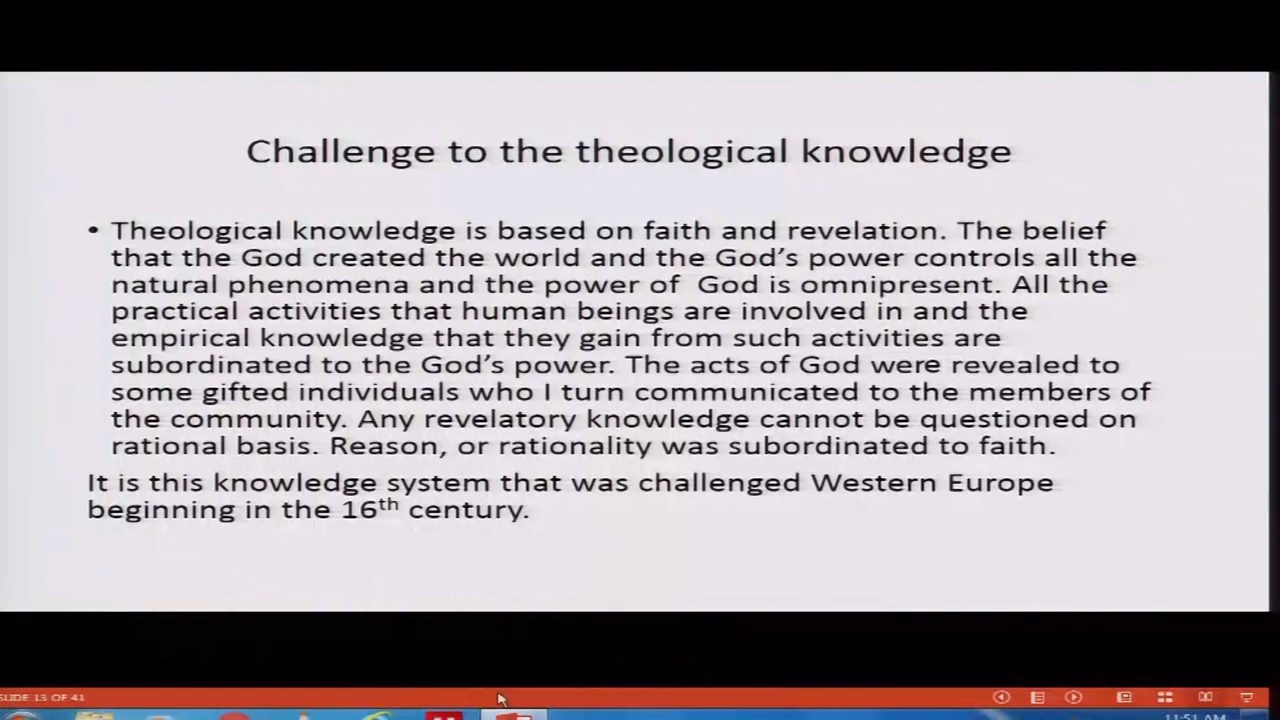 Challenge to the theological knowledge
• Theological knowledge is based on faith and revelation. The belief
that the God created the world and the God's power controls all the
natural phenomena and the power of God is omnipresent. All the
practical activities that human beings are involved in and the
empirical knowledge that they gain from such activities are
subordinated to the God's power. The acts of God were revealed to
some gifted individuals who I turn communicated to the members of
the community. Any revelatory knowledge cannot be questioned on
rational basis. Reason, or rationality was subordinated to faith.
It is this knowledge system that was challenged Western Europe
beginning in the 16th century.
SLIDE 13 OF 41
11:51 AM